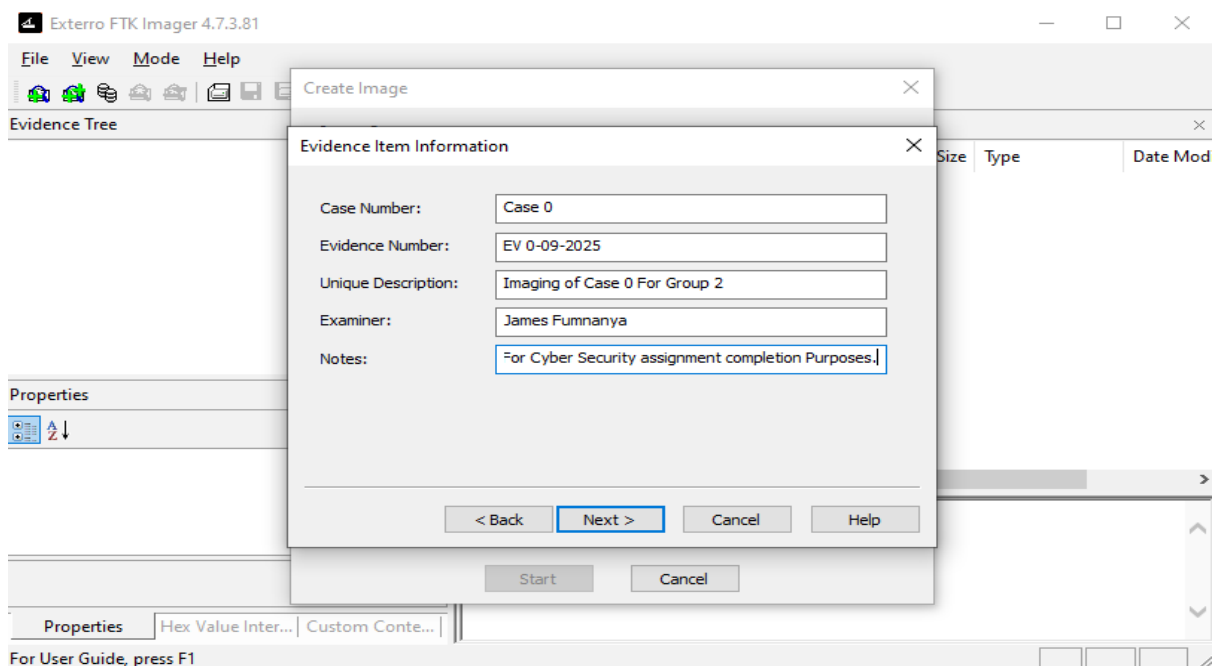 Exterro FTK Imager 4.7.3.81
File View Mode Help
Create Image
Evidence Tree
Evidence Item Information
Size Type Date Mod
Case Number: Case 0
Evidence Number: EV 0-09-2025
Unique Description: Imaging of Case 0 For Group 2
Examiner: James Fumnanya
Notes: For Cyber Security assignment completion Purposes.
Properties
< Back Next > Cancel Help
Start Cancel
Properties Hex Value Inter... Custom Conte...
For User Guide, press F1